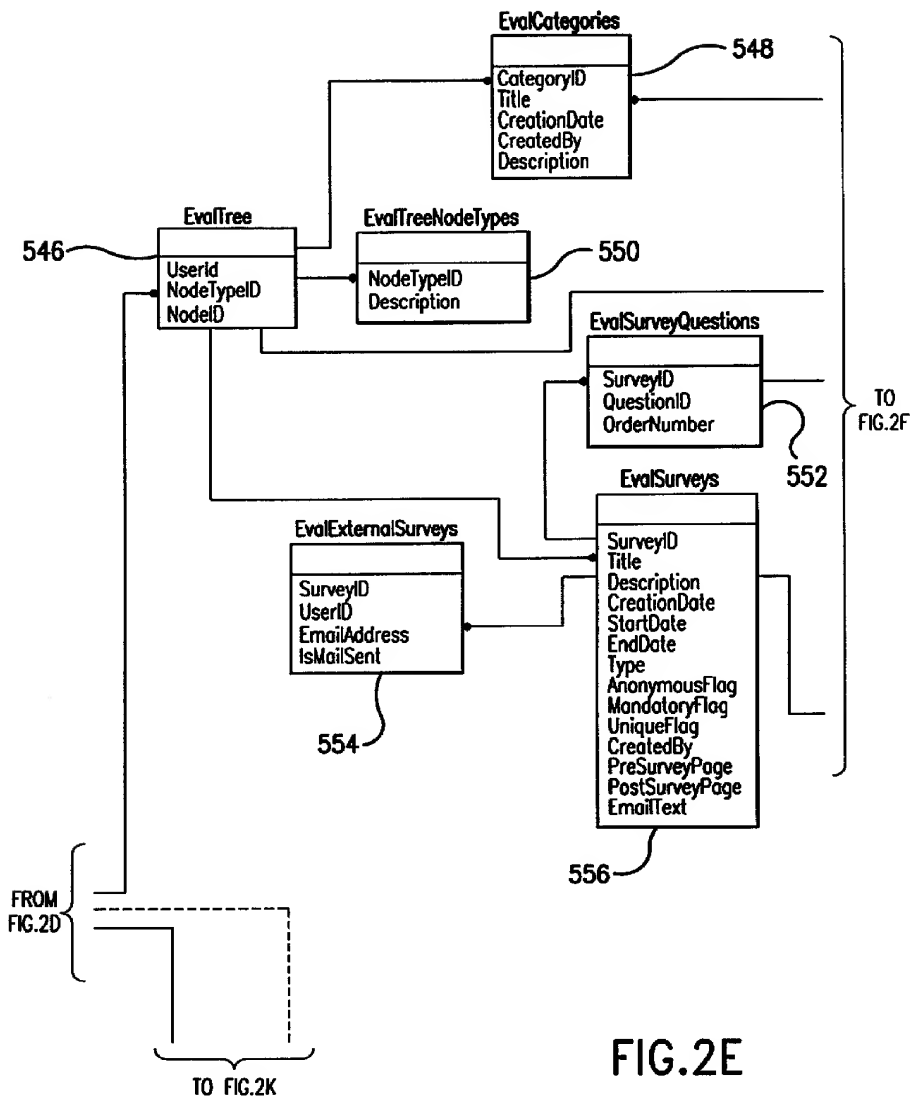 EvalCategories
548
CategoryID
Title
CreationDate
CreatedBy
Description
EvalTree
546
UserId
NodeTypeID
NodeID
EvalTreeNodeTypes
550
NodeTypeID
Description
EvalSurveyQuestions
SurveyID
QuestionID
OrderNumber
552
TO
FIG.2F
EvalExternalSurveys
SurveyID
UserID
EmailAddress
IsMailSent
554
EvalSurveys
SurveyID
Title
Description
CreationDate
StartDate
EndDate
Type
AnonymousFlag
MandatoryFlag
UniqueFlag
CreatedBy
PreSurveyPage
PostSurveyPage
EmailText
556
FROM
FIG.2D
TO FIG.2K
FIG.2E